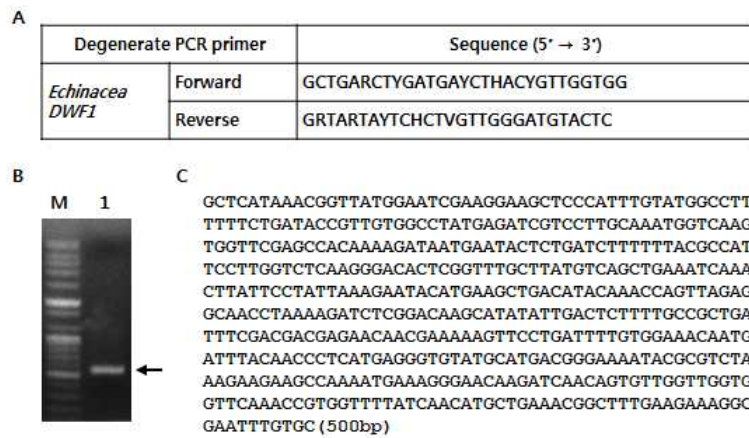 A
Degenerate PCR primer
Sequence (5' → 3')
Echinacea
DWF1
Forward
GCTGARCTYGATGAYCTHACYGTTGGTGG
Reverse
GRTARTAYTCHCTVGTTGGGATGTACTC
B
M 1
C
GCTCATAAACGGTTATGGAATCGAAGGAAGCTCCCATTTGTATGGCCTT
TTTTCTGATACCGTTGTGGCCTATGAGATCGTCCTTGCAAATGGTCAAG
TGGTTCGAGCCACAAAAGATAATGAATACTCTGATCTTTTTTACGCCAT
TCCTTGGTCTCAAGGGACACTCGGTTTGCTTATGTCAGCTGAAATCAAA
CTTATTCCTATTAAAGAATACATGAAGCTGACATACAAACCAGTTAGAG
GCAACCTAAAAGATCTCGGACAAGCATATATTGACTCTTTTGCCGCTGA
TTTCGACGACGAGAACAACGAAAAAGTTCCTGATTTTGTGGAAACAATG
ATTTACAACCCTCATGAGGGTGTATGCATGACGGGAAAATACGCGTCTA
AAGAAGAAGCCAAAATGAAAGGGAACAAGATCAACAGTGTTGGTTGGTG
GTTCAAACCGTGGTTTTATCAACATGCTGAAACGGCTTTGAAGAAAGGC
GAATTTGTGC(500bp)